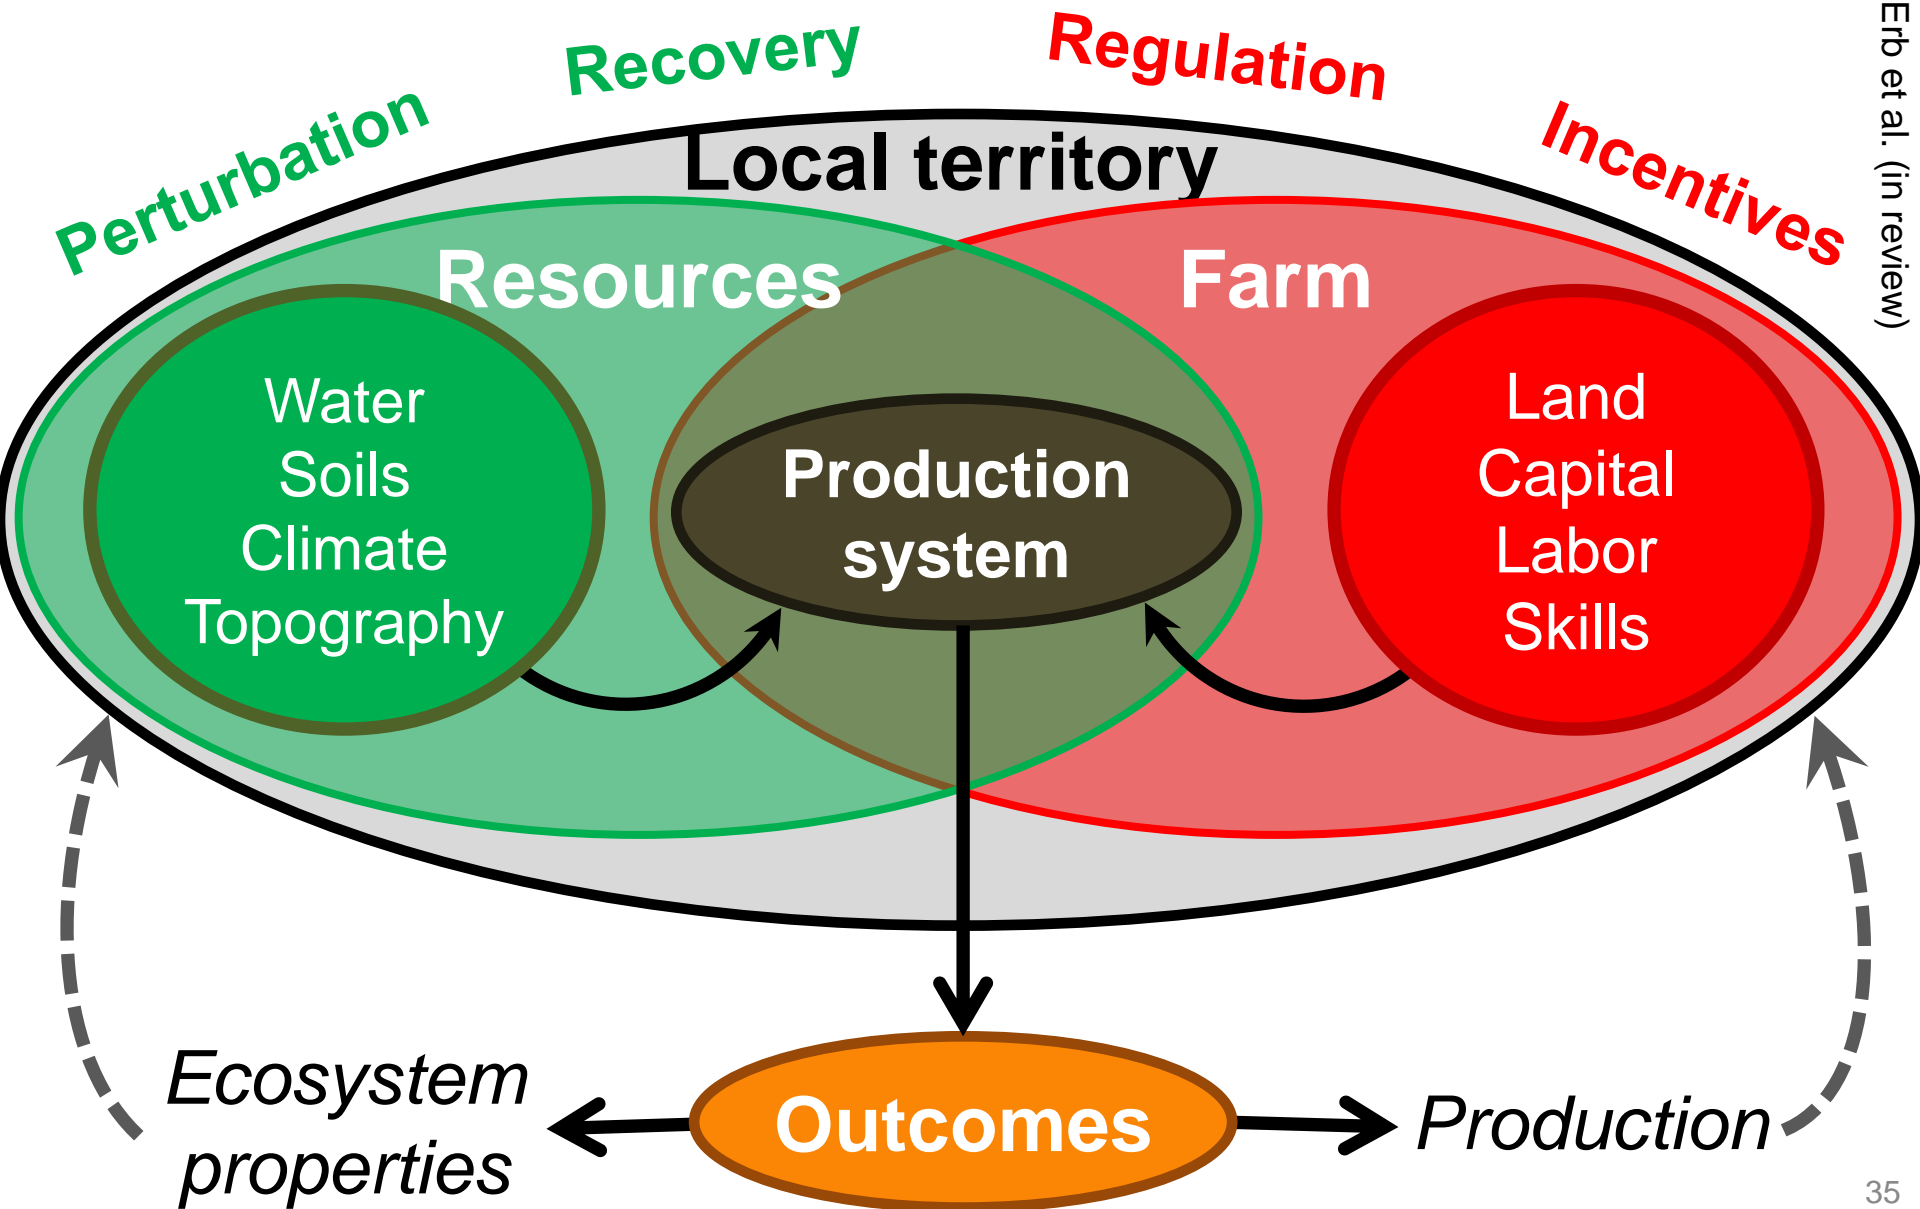 Perturbation
Recovery
Regulation
Incentives
Erb et al. (in review)
Local territory
Resources
Farm
Water
Soils
Climate
Topography
Production
system
Land
Capital
Labor
Skills
Ecosystem
properties
Outcomes
Production
35